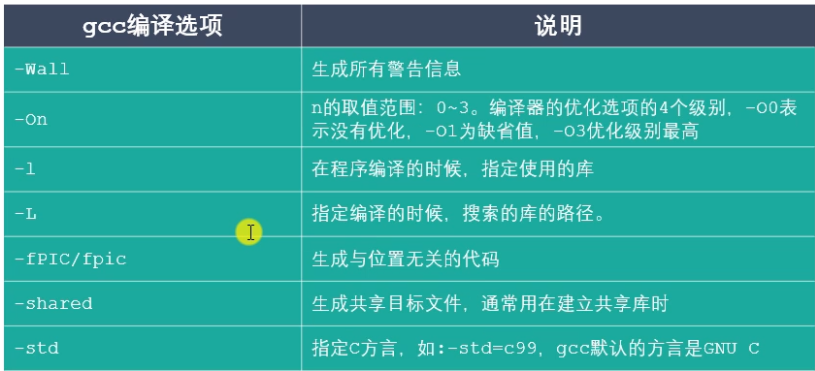 gcc编译选项 说明
-Wall 生成所有警告信息
-On n的取值范围：0~3。编译器的优化选项的4个级别，-O0表
示没有优化，-O1为缺省值，-O3优化级别最高
-l 在程序编译的时候，指定使用的库
-L 指定编译的时候，搜索的库的路径。
-fPIC/fpic 生成与位置无关的代码
-shared 生成共享目标文件，通常用在建立共享库时
-std 指定C方言，如:-std=c99，gcc默认的方言是GNU C